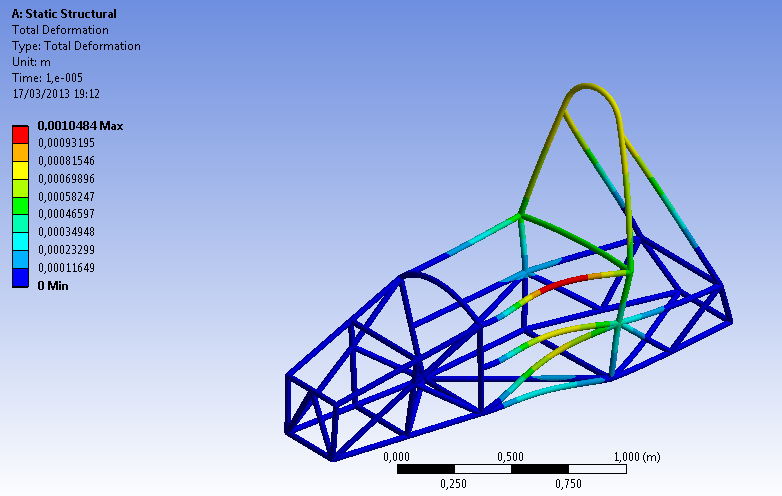 A: Static Structural
Total Deformation
Type: Total Deformation
Unit: m
Time: 1,e-005
17/03/2013 19:12
0,0010484 Max
0,00093195
0,00081546
0,00069896
0,00058247
0,00046597
0,00034948
0,00023299
0,00011649
0 Min
0,000 0,500 1,000 (m)
0,250 0,750